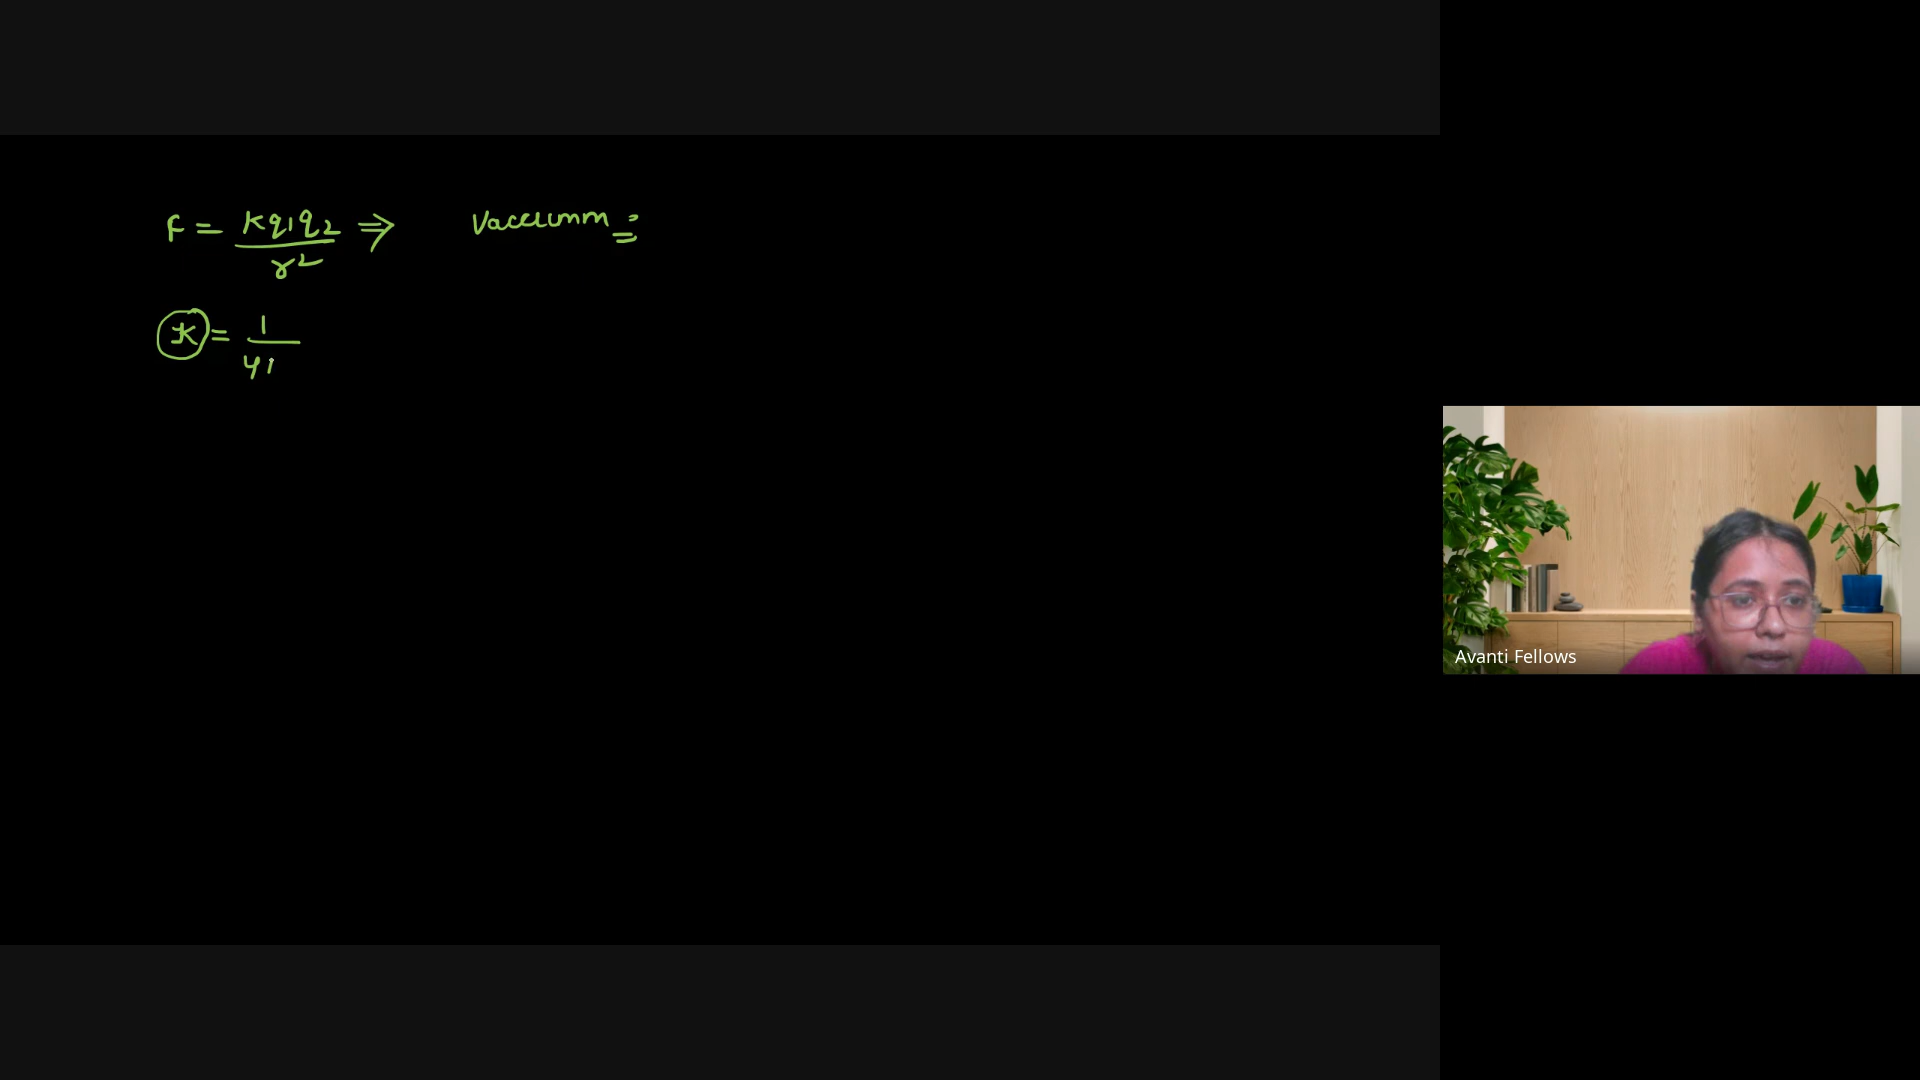 F = Kq1q2 / r² ⇒ Vaccumm =
K = 1 / 4
Avanti Fellows